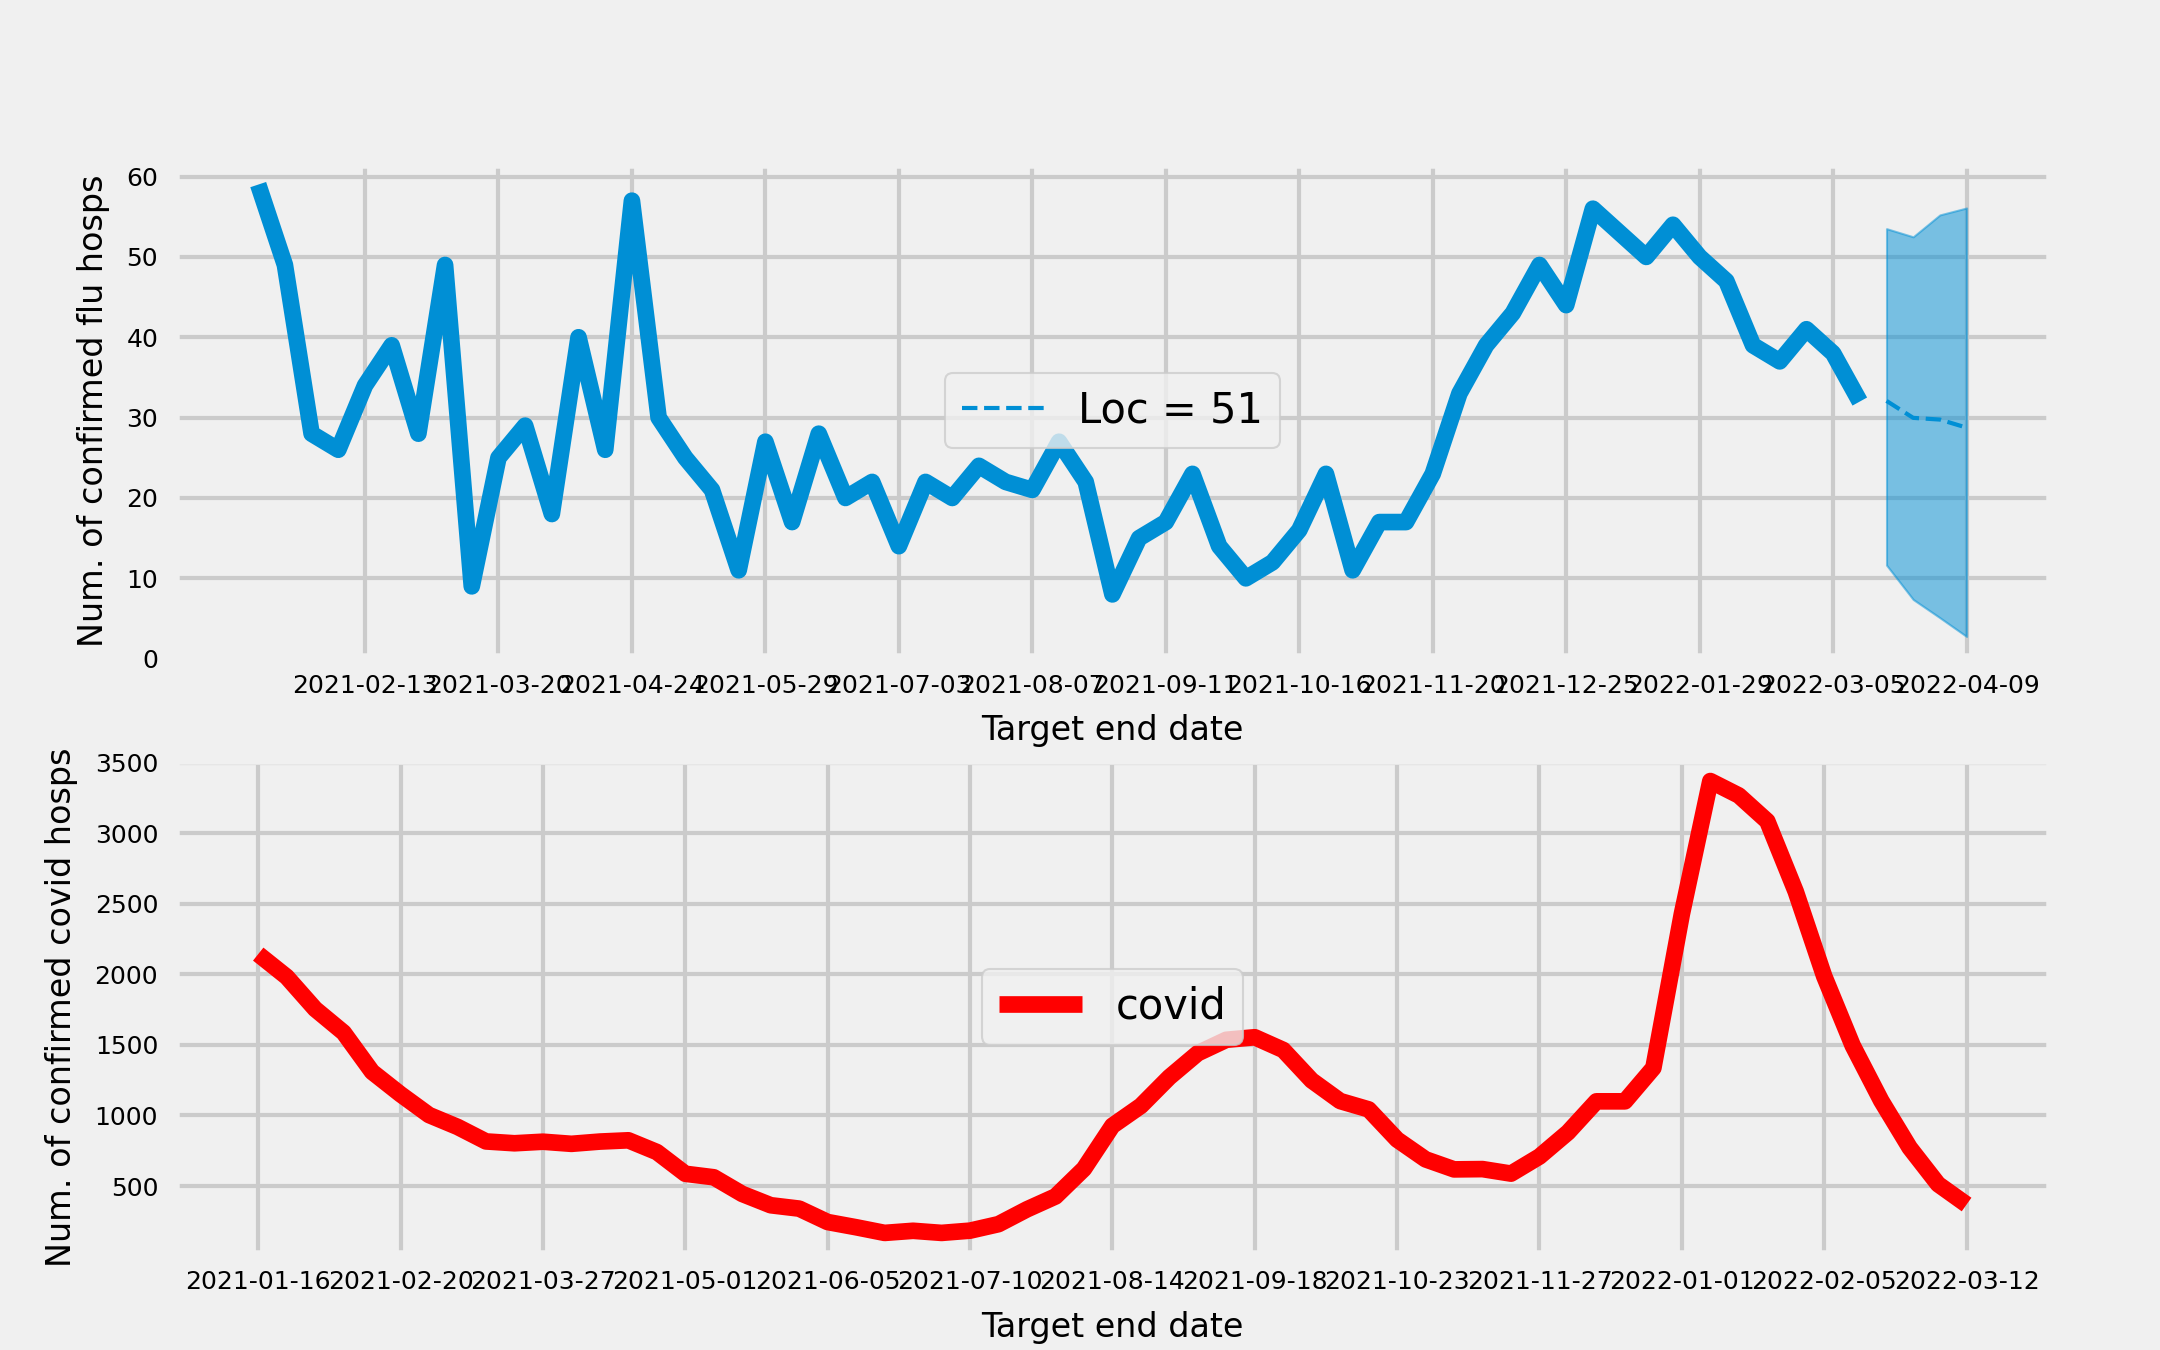 Num. of confirmed flu hosps
60
50
40
30
20
10
0
Loc = 51
2021-02-13 2021-03-20 2021-04-24 2021-05-29 2021-07-03 2021-08-07 2021-09-11 2021-10-16 2021-11-20 2021-12-25 2022-01-29 2022-03-05 2022-04-09
Target end date
Num. of confirmed covid hosps
3500
3000
2500
2000
1500
1000
500
covid
2021-01-16 2021-02-20 2021-03-27 2021-05-01 2021-06-05 2021-07-10 2021-08-14 2021-09-18 2021-10-23 2021-11-27 2022-01-01 2022-02-05 2022-03-12
Target end date